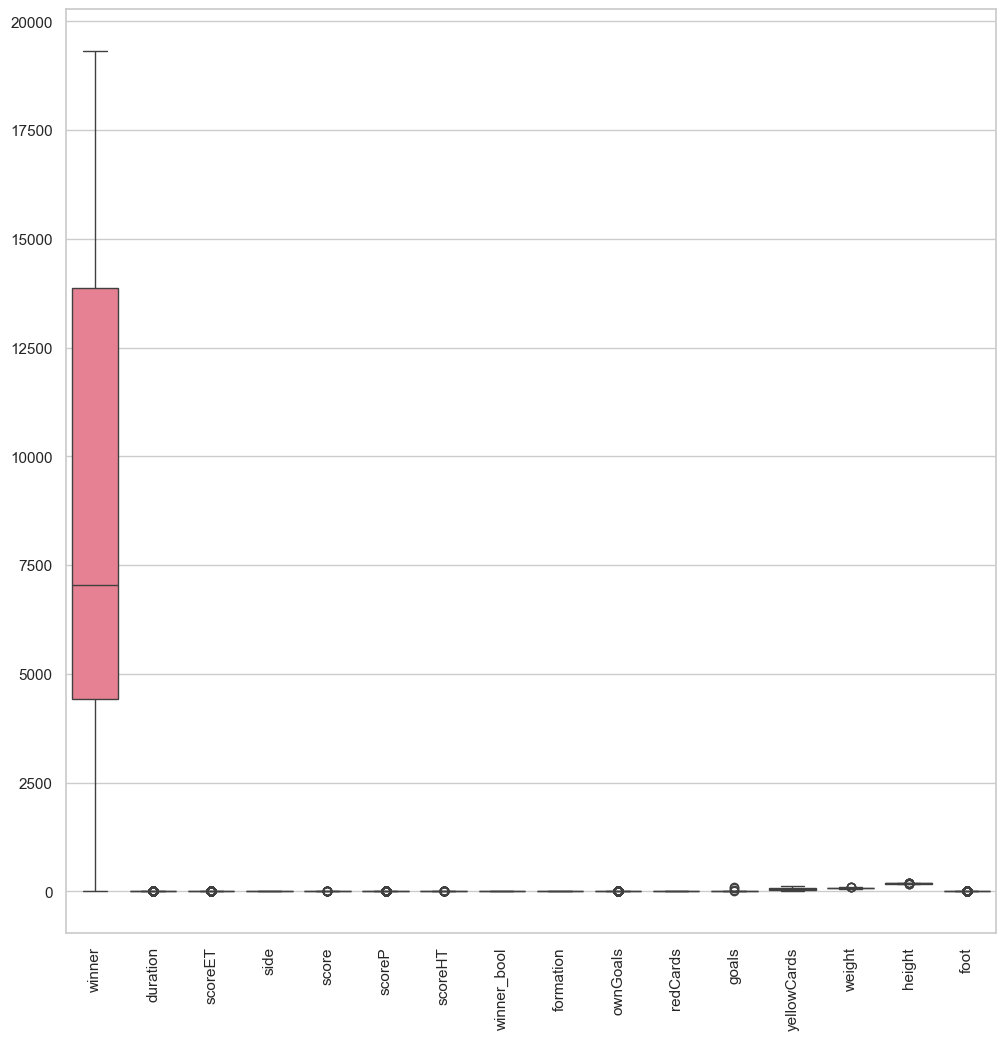 20000
17500
15000
12500
10000
7500
5000
2500
0
winner
duration
scoreET
side
score
scoreP
scoreHT
winner_bool
formation
ownGoals
redCards
goals
yellowCards
weight
height
foot